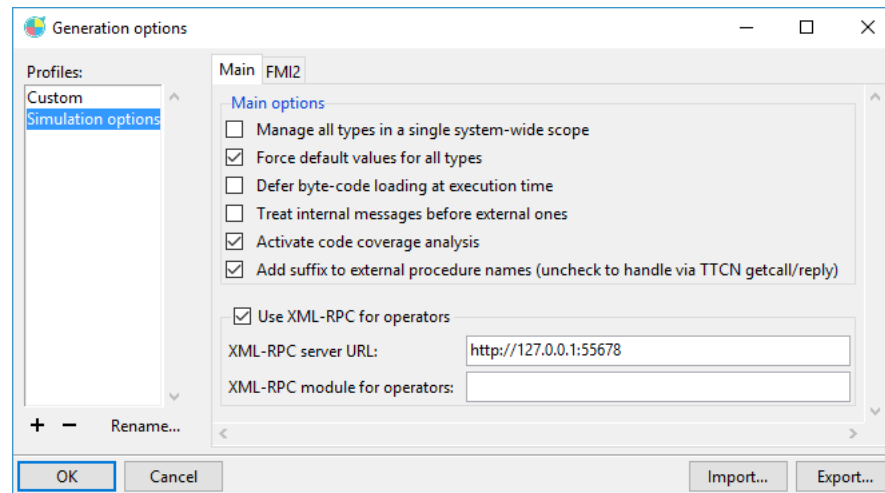 Generation options
Profiles:
Custom
Simulation options
+ − Rename...
Main FMI2
Main options
Manage all types in a single system-wide scope
Force default values for all types
Defer byte-code loading at execution time
Treat internal messages before external ones
Activate code coverage analysis
Add suffix to external procedure names (uncheck to handle via TTCN getcall/reply)
Use XML-RPC for operators
XML-RPC server URL: http://127.0.0.1:55678
XML-RPC module for operators:
OK Cancel Import... Export...